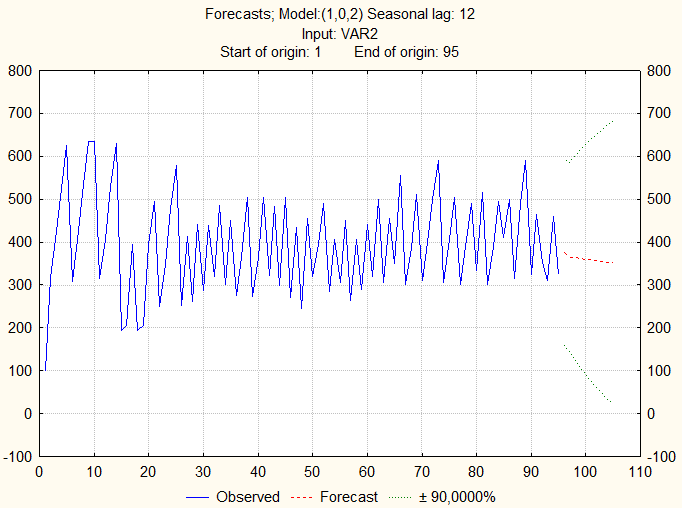 Forecasts; Model:(1,0,2) Seasonal lag: 12
Input: VAR2
Start of origin: 1 End of origin: 95
800 800
700 700
600 600
500 500
400 400
300 300
200 200
100 100
0 0
-100 -100
0 10 20 30 40 50 60 70 80 90 100 110
Observed Forecast ± 90,0000%